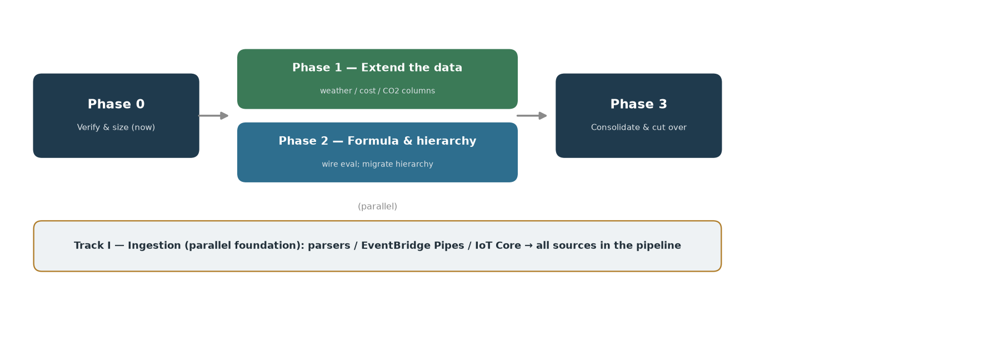 Phase 0
Verify & size (now)
Phase 1 — Extend the data
weather / cost / CO2 columns
Phase 2 — Formula & hierarchy
wire eval; migrate hierarchy
(parallel)
Phase 3
Consolidate & cut over
Track I — Ingestion (parallel foundation): parsers / EventBridge Pipes / IoT Core → all sources in the pipeline